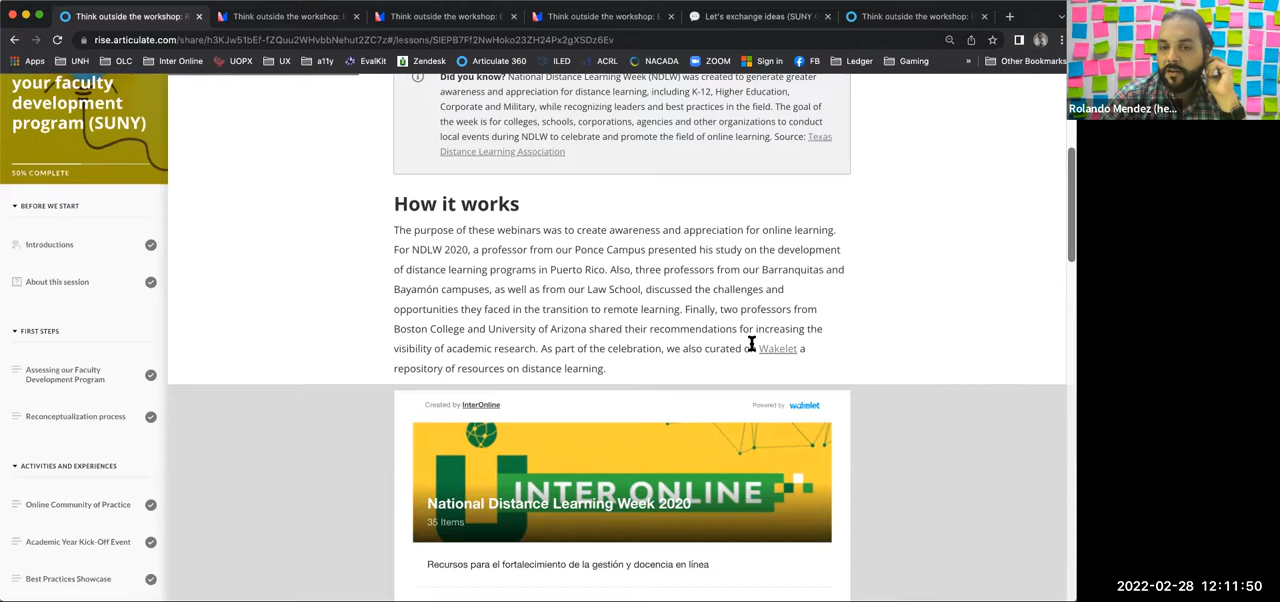 Think outside the workshop: R
Think outside the workshop: I
Think outside the workshop: 
Think outside the workshop: E
Let's exchange ideas (SUNY C
Think outside the workshop: R
rise.articulate.com/share/h3KJw51bEf-fZQuu2WHvbbNehut2ZC7z#/lessons/SIEPB7Ff2NwHoko23ZH24Px2gXSDz6Ev
Apps
UNH
OLC
Inter Online
UOPX
UX
a11y
EvalKit
Zendesk
Articulate 360
ILED
ACRL
NACADA
ZOOM
Sign in
FB
Ledger
Gaming
»
Other Bookmarks
your faculty
development
program (SUNY)
50% COMPLETE
BEFORE WE START
Introductions
About this session
FIRST STEPS
Assessing our Faculty
Development Program
Reconceptualization process
ACTIVITIES AND EXPERIENCES
Online Community of Practice
Academic Year Kick-Off Event
Best Practices Showcase
Did you know? National Distance Learning Week (NDLW) was created to generate greater
awareness and appreciation for distance learning, including K-12, Higher Education,
Corporate and Military, while recognizing leaders and best practices in the field. The goal of
the week is for colleges, schools, corporations, agencies and other organizations to conduct
local events during NDLW to celebrate and promote the field of online learning. Source: Texas
Distance Learning Association
How it works
The purpose of these webinars was to create awareness and appreciation for online learning.
For NDLW 2020, a professor from our Ponce Campus presented his study on the development
of distance learning programs in Puerto Rico. Also, three professors from our Barranquitas and
Bayamón campuses, as well as from our Law School, discussed the challenges and
opportunities they faced in the transition to remote learning. Finally, two professors from
Boston College and University of Arizona shared their recommendations for increasing the
visibility of academic research. As part of the celebration, we also curated Wakelet a
repository of resources on distance learning.
Created by InterOnline
Powered by wakelet
INTER ONLINE
National Distance Learning Week 2020
35 Items
Recursos para el fortalecimiento de la gestión y docencia en línea
Rolando Mendez (he...
2022-02-28 12:11:50